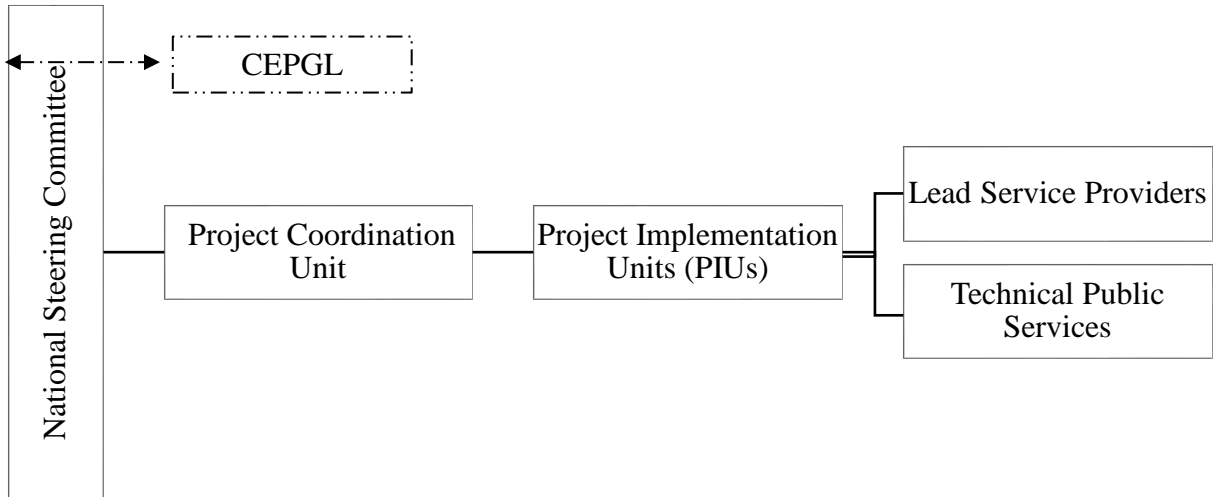 National Steering Committee
CEPGL
Project Coordination
Unit
Project Implementation
Units (PIUs)
Lead Service Providers
Technical Public
Services